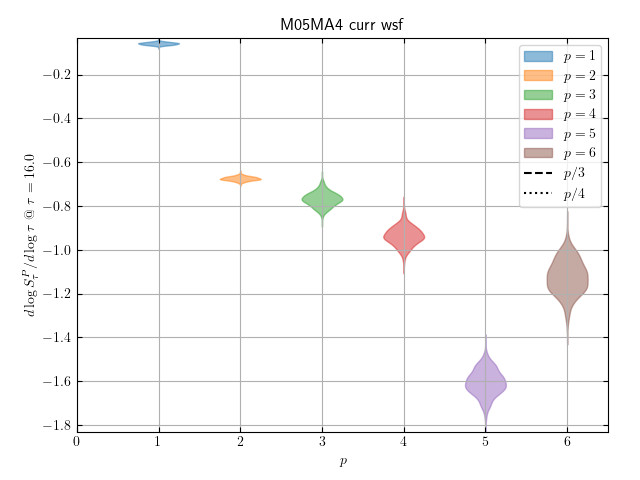 M05MA4 curr wsf
d log S_τ^P / d log τ @ τ = 16.0
−0.2
−0.4
−0.6
−0.8
−1.0
−1.2
−1.4
−1.6
−1.8
0 1 2 3 4 5 6
p
p = 1
p = 2
p = 3
p = 4
p = 5
p = 6
p/3
p/4